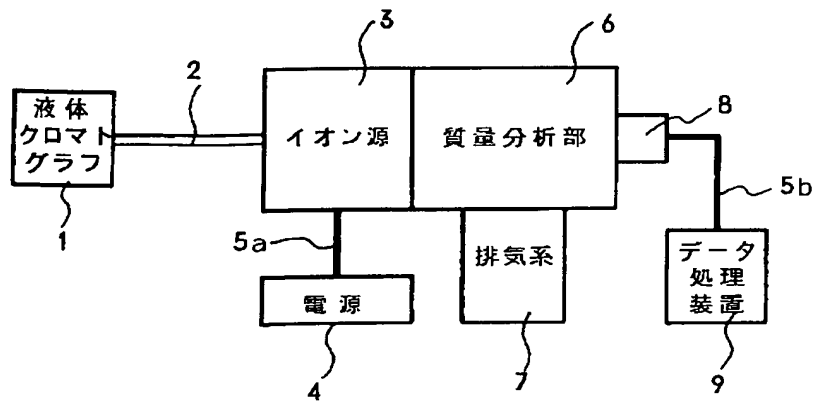 3
6
2
8
液体
クロマト
グラフ
イオン源
質量分析部
5b
1
5a
排気系
データ
処理
装置
電源
4
7
9